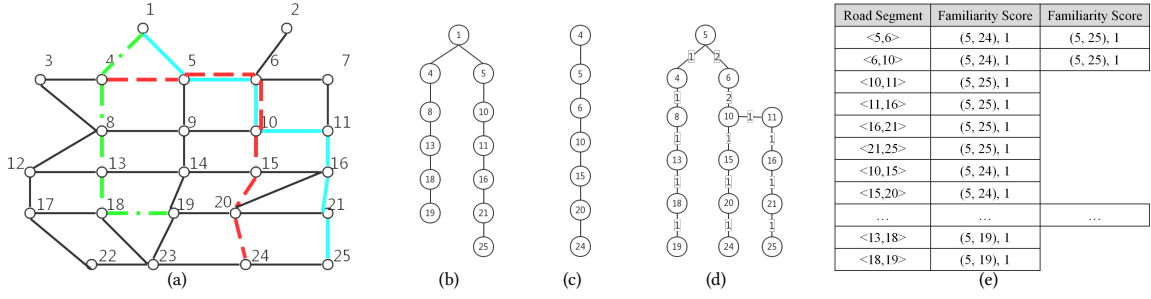 1 2
3 4 5 6 7
8 9 10 11
12 13 14 15 16
17 18 19 20 21
22 23 24 25
(a)
1
4 5
8 10
13 11
18 16
19 21
25
(b)
4
5
6
10
15
20
24
(c)
5
1 2
4 6
1 2
8 10 1 11
1 1 1
13 15 16
1 1 1
18 20 21
1 1 1
19 24 25
(d)
Road Segment Familiarity Score Familiarity Score
<5,6> (5, 24), 1 (5, 25), 1
<6,10> (5, 24), 1 (5, 25), 1
<10,11> (5, 25), 1
<11,16> (5, 25), 1
<16,21> (5, 25), 1
<21,25> (5, 25), 1
<10,15> (5, 24), 1
<15,20> (5, 24), 1
... ... ...
<13,18> (5, 19), 1
<18,19> (5, 19), 1
(e)